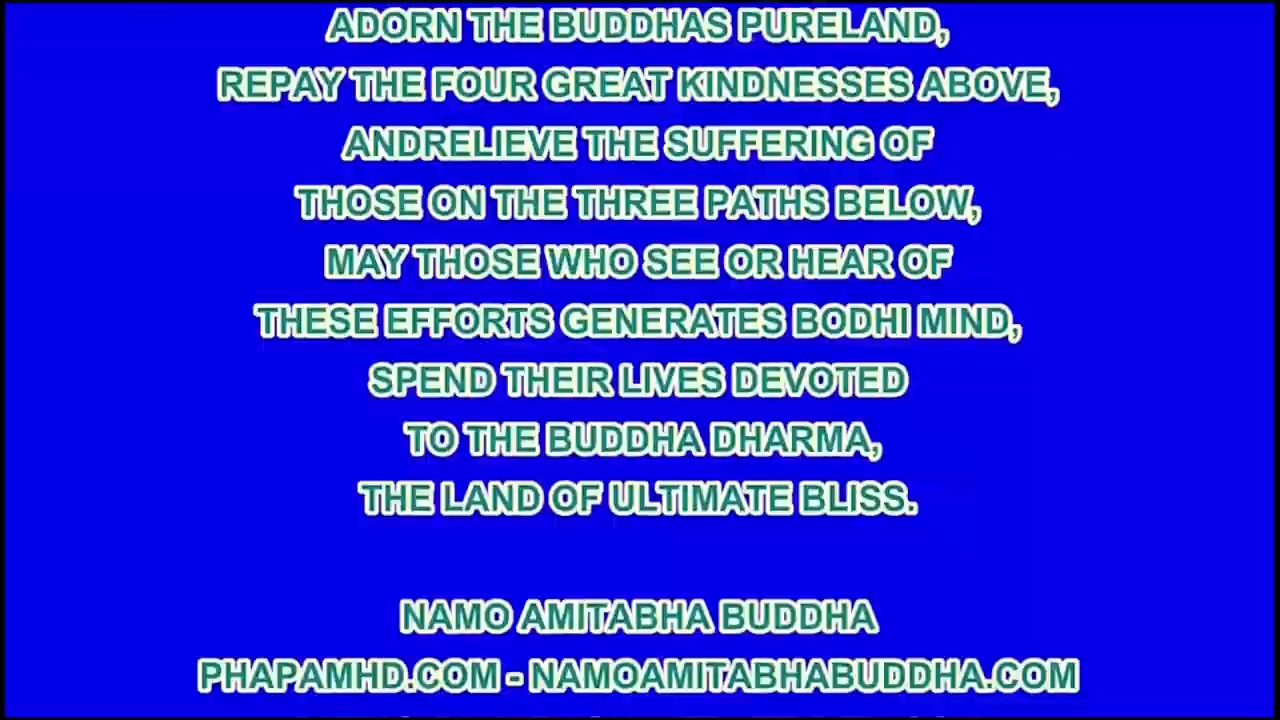 ADORN THE BUDDHAS PURELAND,
REPAY THE FOUR GREAT KINDNESSES ABOVE,
ANDRELIEVE THE SUFFERING OF
THOSE ON THE THREE PATHS BELOW,
MAY THOSE WHO SEE OR HEAR OF
THESE EFFORTS GENERATES BODHI MIND,
SPEND THEIR LIVES DEVOTED
TO THE BUDDHA DHARMA,
THE LAND OF ULTIMATE BLISS.
NAMO AMITABHA BUDDHA
PHAPAMHD.COM - NAMOAMITABHABUDDHA.COM